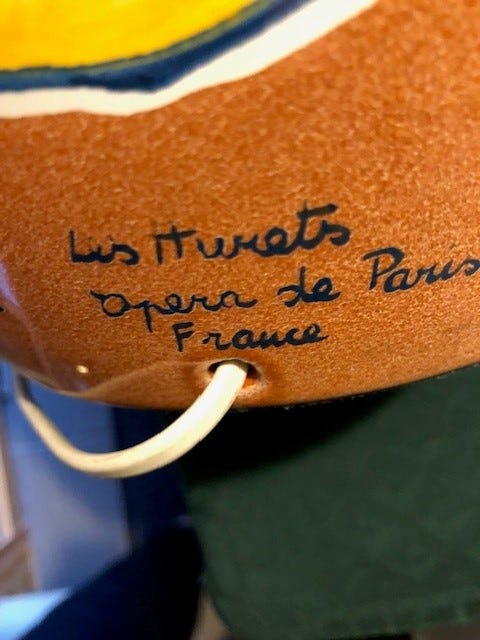 Les Hurets
Opera de Paris
France